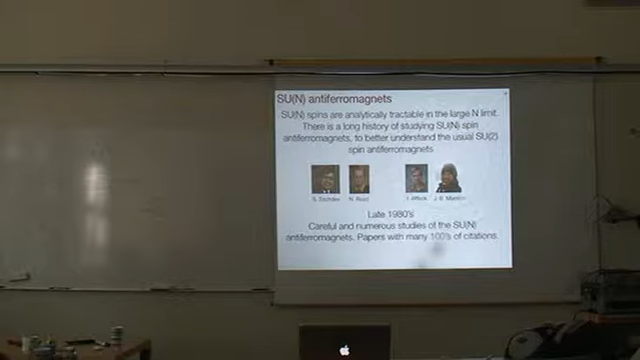 SU(N) antiferromagnets
SU(N) spins are analytically tractable in the large N limit.
There is a long history of studying SU(N) spin
antiferromagnets, to better understand the usual SU(2)
spin antiferromagnets
S. Sachdev N. Read I. Affleck J. B. Marston
Late 1980's
Careful and numerous studies of the SU(N)
antiferromagnets. Papers with many 100's of citations.